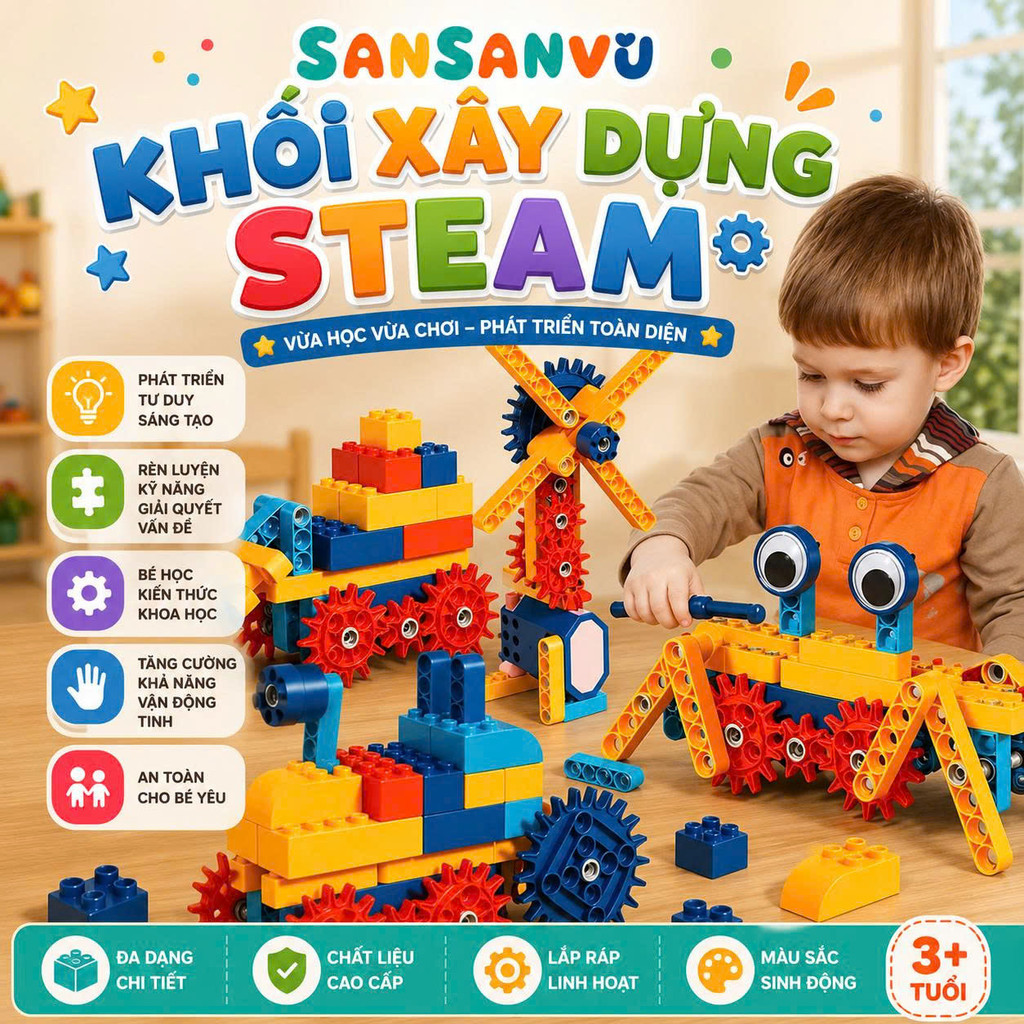 SANSANVŨ
KHỐI XÂY DỰNG
STEAM
VỪA HỌC VỪA CHƠI – PHÁT TRIỂN TOÀN DIỆN
PHÁT TRIỂN
TƯ DUY
SÁNG TẠO
RÈN LUYỆN
KỸ NĂNG
GIẢI QUYẾT
VẤN ĐỀ
BÉ HỌC
KIẾN THỨC
KHOA HỌC
TĂNG CƯỜNG
KHẢ NĂNG
VẬN ĐỘNG
TINH
AN TOÀN
CHO BÉ YÊU
ĐA DẠNG
CHI TIẾT
CHẤT LIỆU
CAO CẤP
LẮP RÁP
LINH HOẠT
MÀU SẮC
SINH ĐỘNG
3+
TUỔI